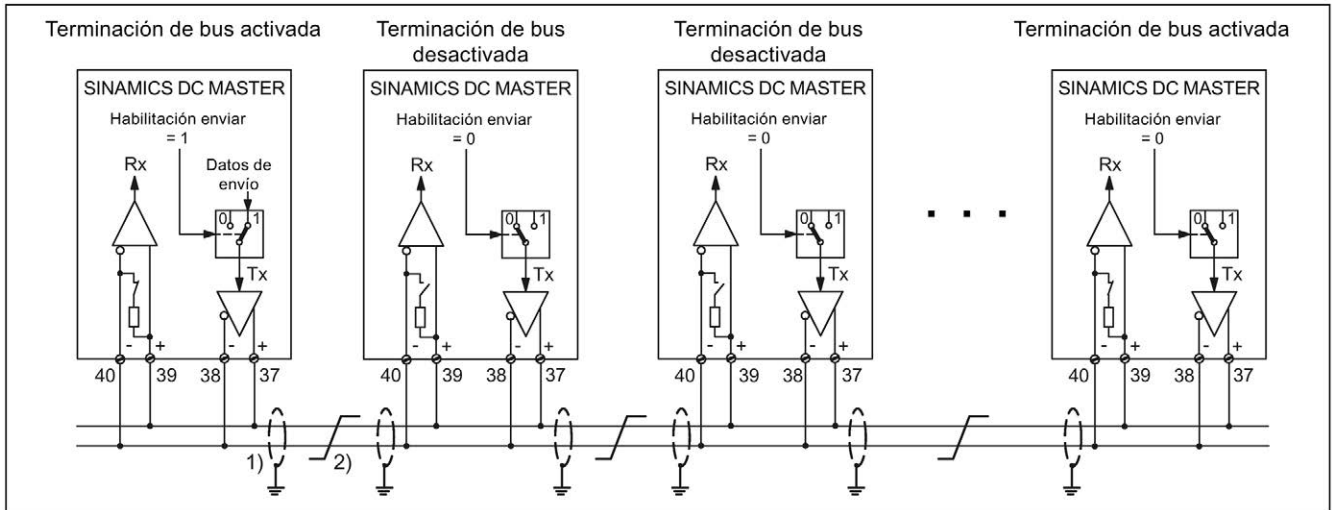 Terminación de bus activada
Terminación de bus
desactivada
Terminación de bus
desactivada
Terminación de bus activada
SINAMICS DC MASTER
Habilitación enviar
= 1
Rx
Datos de
envío
0 1
Tx
- + - +
40 39 38 37
SINAMICS DC MASTER
Habilitación enviar
= 0
Rx
0 1
Tx
- + - +
40 39 38 37
SINAMICS DC MASTER
Habilitación enviar
= 0
Rx
0 1
Tx
- + - +
40 39 38 37
. . .
SINAMICS DC MASTER
Habilitación enviar
= 0
Rx
0 1
Tx
- + - +
40 39 38 37
1) 2)